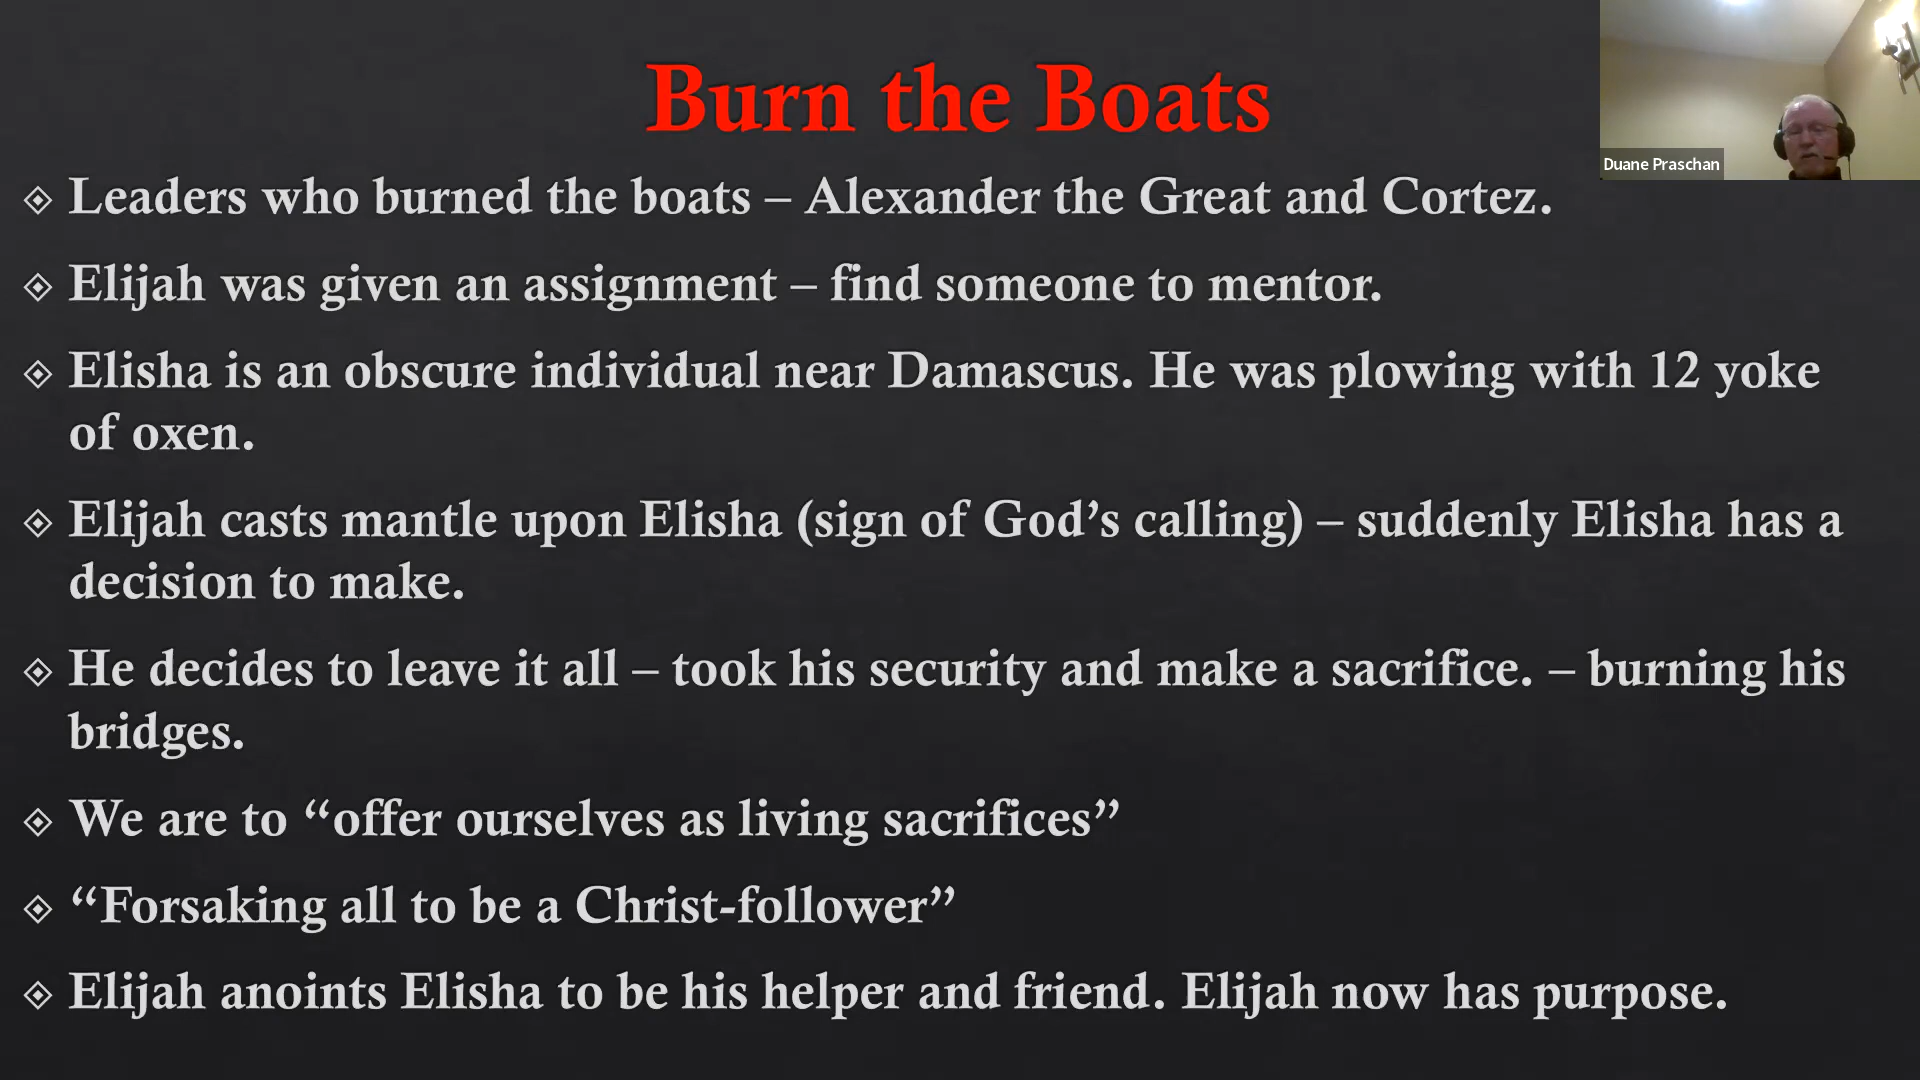 Burn the Boats
Duane Praschan
Leaders who burned the boats – Alexander the Great and Cortez.
Elijah was given an assignment – find someone to mentor.
Elisha is an obscure individual near Damascus. He was plowing with 12 yoke
of oxen.
Elijah casts mantle upon Elisha (sign of God’s calling) – suddenly Elisha has a
decision to make.
He decides to leave it all – took his security and make a sacrifice. – burning his
bridges.
We are to “offer ourselves as living sacrifices”
“Forsaking all to be a Christ-follower”
Elijah anoints Elisha to be his helper and friend. Elijah now has purpose.